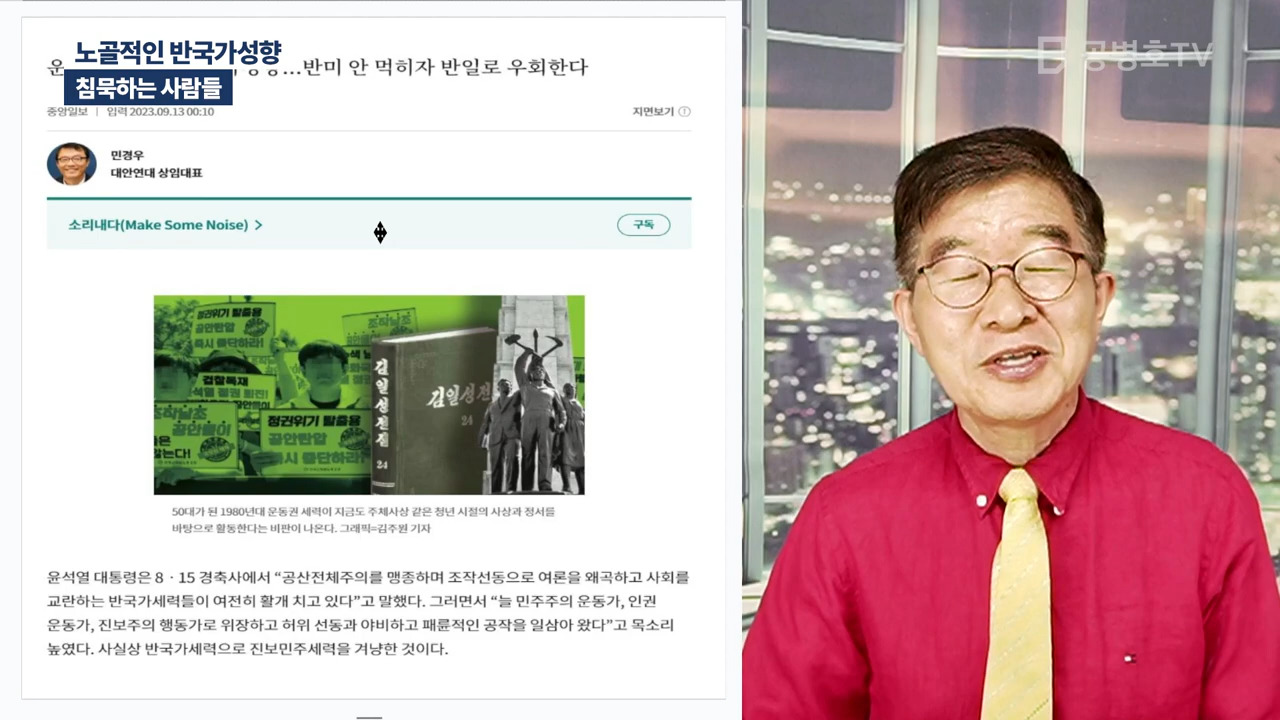 노골적인 반국가성향
침묵하는 사람들
공병호TV
반미 안 먹히자 반일로 우회한다
중앙일보 | 입력 2023.09.13 00:10
지면보기
민경우
대안연대 상임대표
소리내다(Make Some Noise) >
구독
정권위기 탈출용
공안탄압
즉시 중단하라!
검찰독재
정권위기 탈출용
공안탄압
즉시 중단하라!
김일성전집
24
김일성전
24
50대가 된 1980년대 운동권 세력이 지금도 주체사상 같은 청년 시절의 사상과 정서를
바탕으로 활동한다는 비판이 나온다. 그래픽=김주원 기자
윤석열 대통령은 8ㆍ15 경축사에서 “공산전체주의를 맹종하며 조작선동으로 여론을 왜곡하고 사회를
교란하는 반국가세력들이 여전히 활개 치고 있다”고 말했다. 그러면서 “늘 민주주의 운동가, 인권
운동가, 진보주의 행동가로 위장하고 허위 선동과 야비하고 패륜적인 공작을 일삼아 왔다”고 목소리
높였다. 사실상 반국가세력으로 진보민주세력을 겨냥한 것이다.